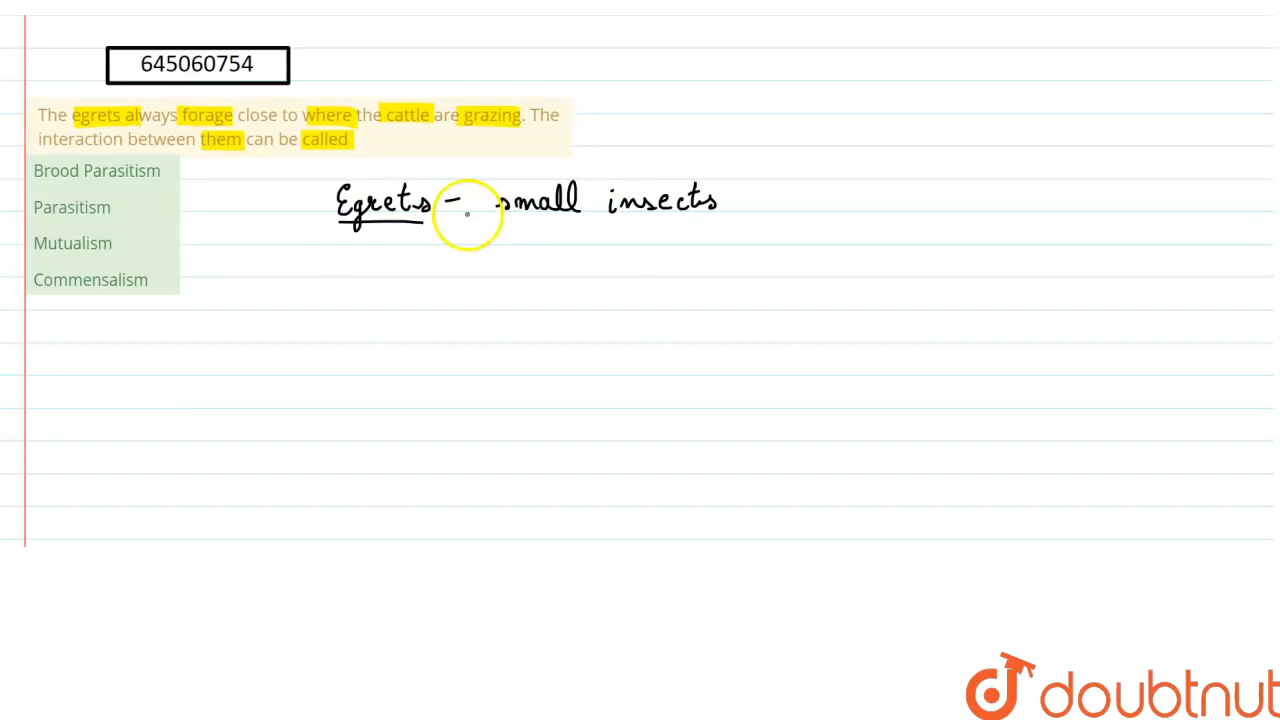 645060754
The egrets always forage close to where the cattle are grazing. The
interaction between them can be called
Brood Parasitism
Parasitism
Mutualism
Commensalism
Egrets - small insects
doubtnut